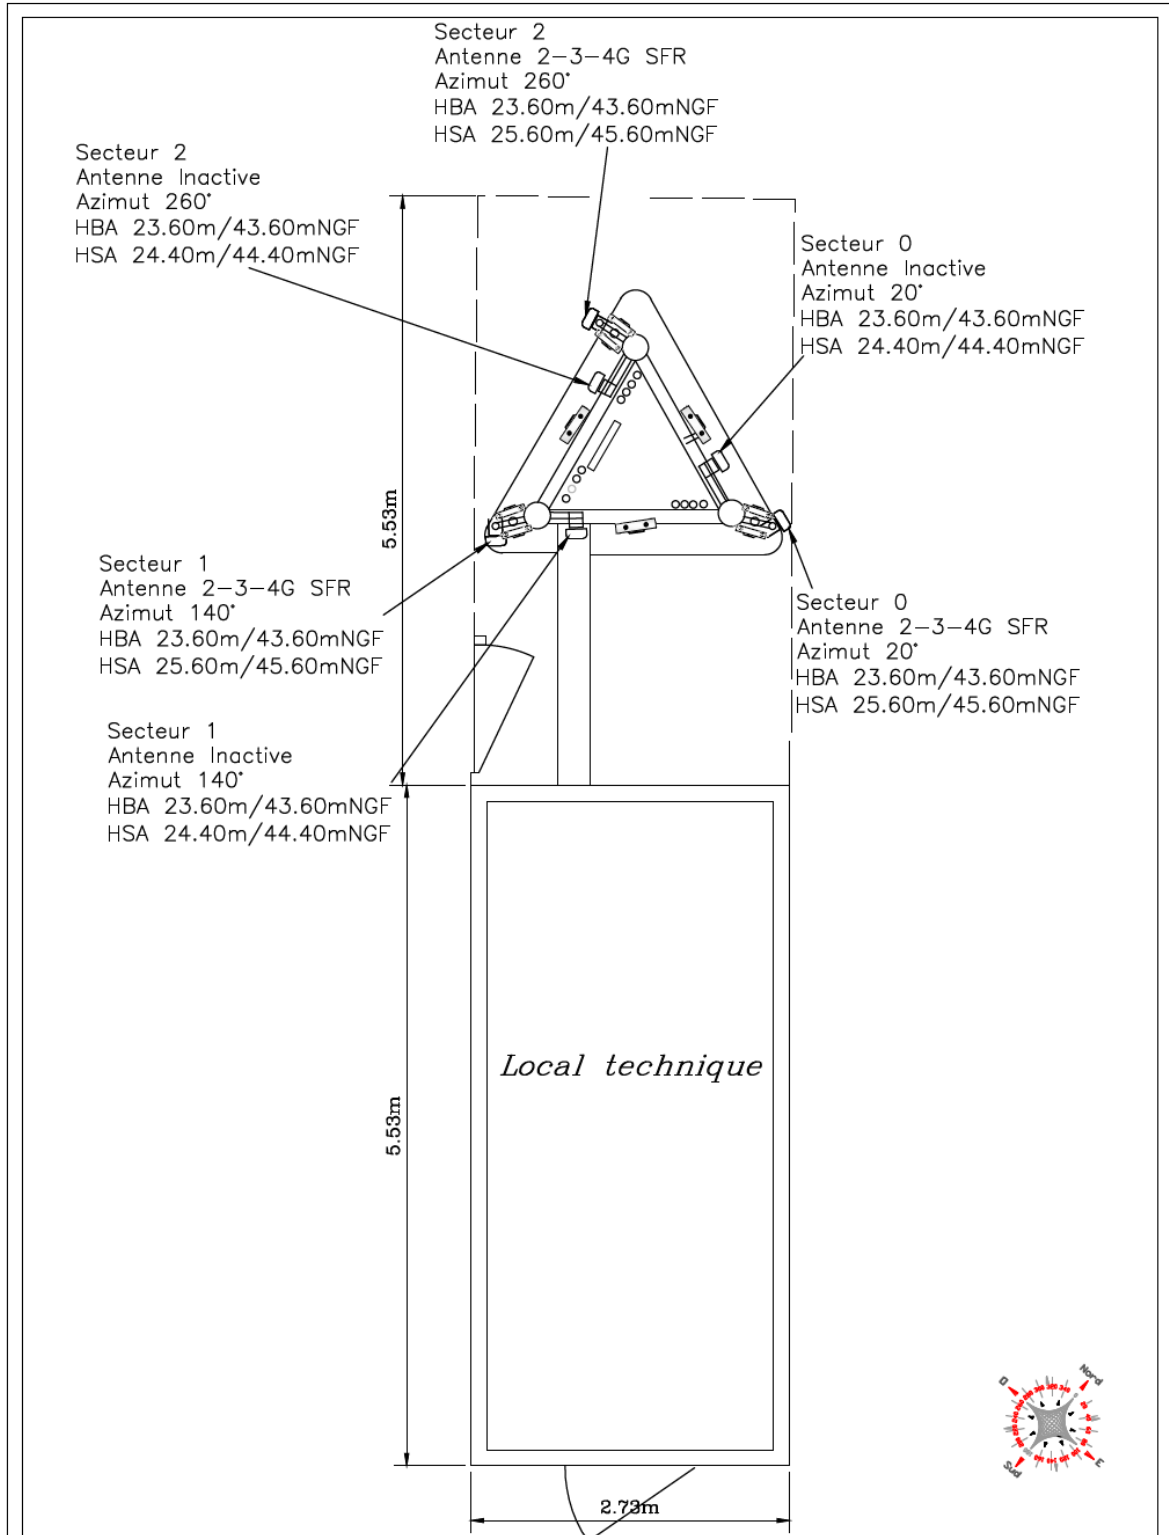 Secteur 2
Antenne 2-3-4G SFR
Azimut 260°
HBA 23.60m/43.60mNGF
HSA 25.60m/45.60mNGF
Secteur 2
Antenne Inactive
Azimut 260°
HBA 23.60m/43.60mNGF
HSA 24.40m/44.40mNGF
Secteur 0
Antenne Inactive
Azimut 20°
HBA 23.60m/43.60mNGF
HSA 24.40m/44.40mNGF
5.53m
Secteur 1
Antenne 2-3-4G SFR
Azimut 140°
HBA 23.60m/43.60mNGF
HSA 25.60m/45.60mNGF
Secteur 0
Antenne 2-3-4G SFR
Azimut 20°
HBA 23.60m/43.60mNGF
HSA 25.60m/45.60mNGF
Secteur 1
Antenne Inactive
Azimut 140°
HBA 23.60m/43.60mNGF
HSA 24.40m/44.40mNGF
Local technique
5.53m
O
Nord
Sud
E
2.73m